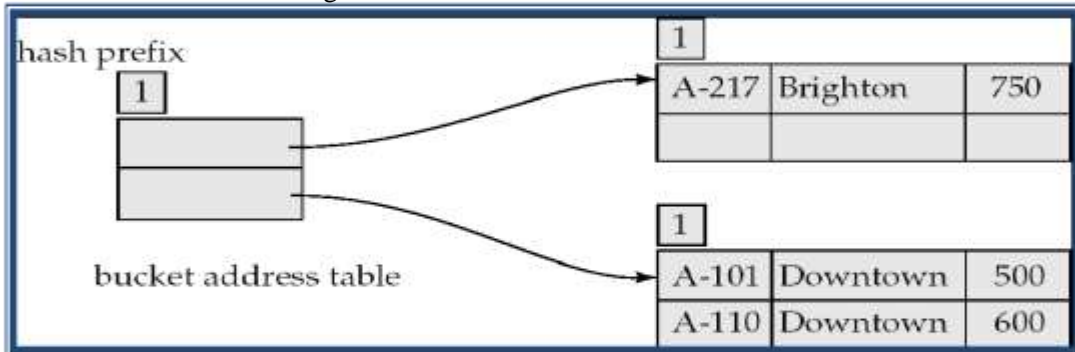 hash prefix
1
bucket address table
1
A-217 Brighton 750
1
A-101 Downtown 500
A-110 Downtown 600